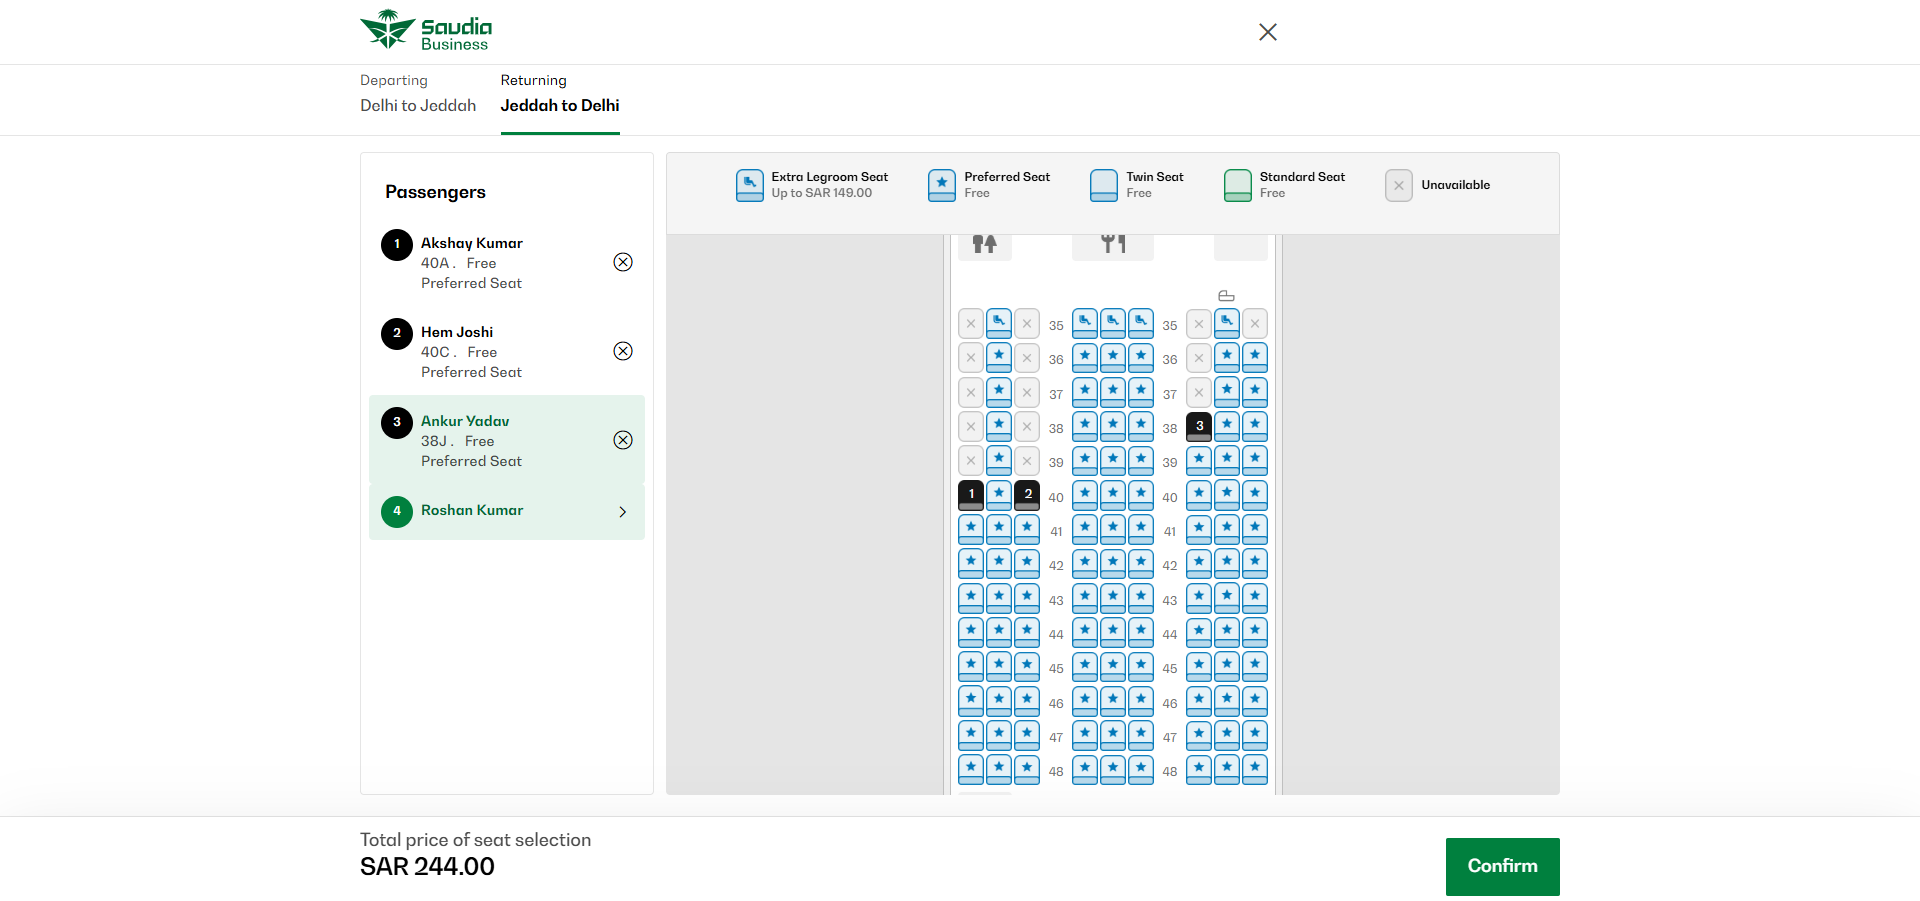 Saudia
Business
Departing
Delhi to Jeddah
Returning
Jeddah to Delhi
Passengers
1
Akshay Kumar
40A . Free
Preferred Seat
2
Hem Joshi
40C . Free
Preferred Seat
3
Ankur Yadav
38J . Free
Preferred Seat
4
Roshan Kumar
Extra Legroom Seat
Up to SAR 149.00
Preferred Seat
Free
Twin Seat
Free
Standard Seat
Free
Unavailable
35 35
36 36
37 37
38 38 3
39 39
1 2 40 40
41 41
42 42
43 43
44 44
45 45
46 46
47 47
48 48
Total price of seat selection
SAR 244.00
Confirm